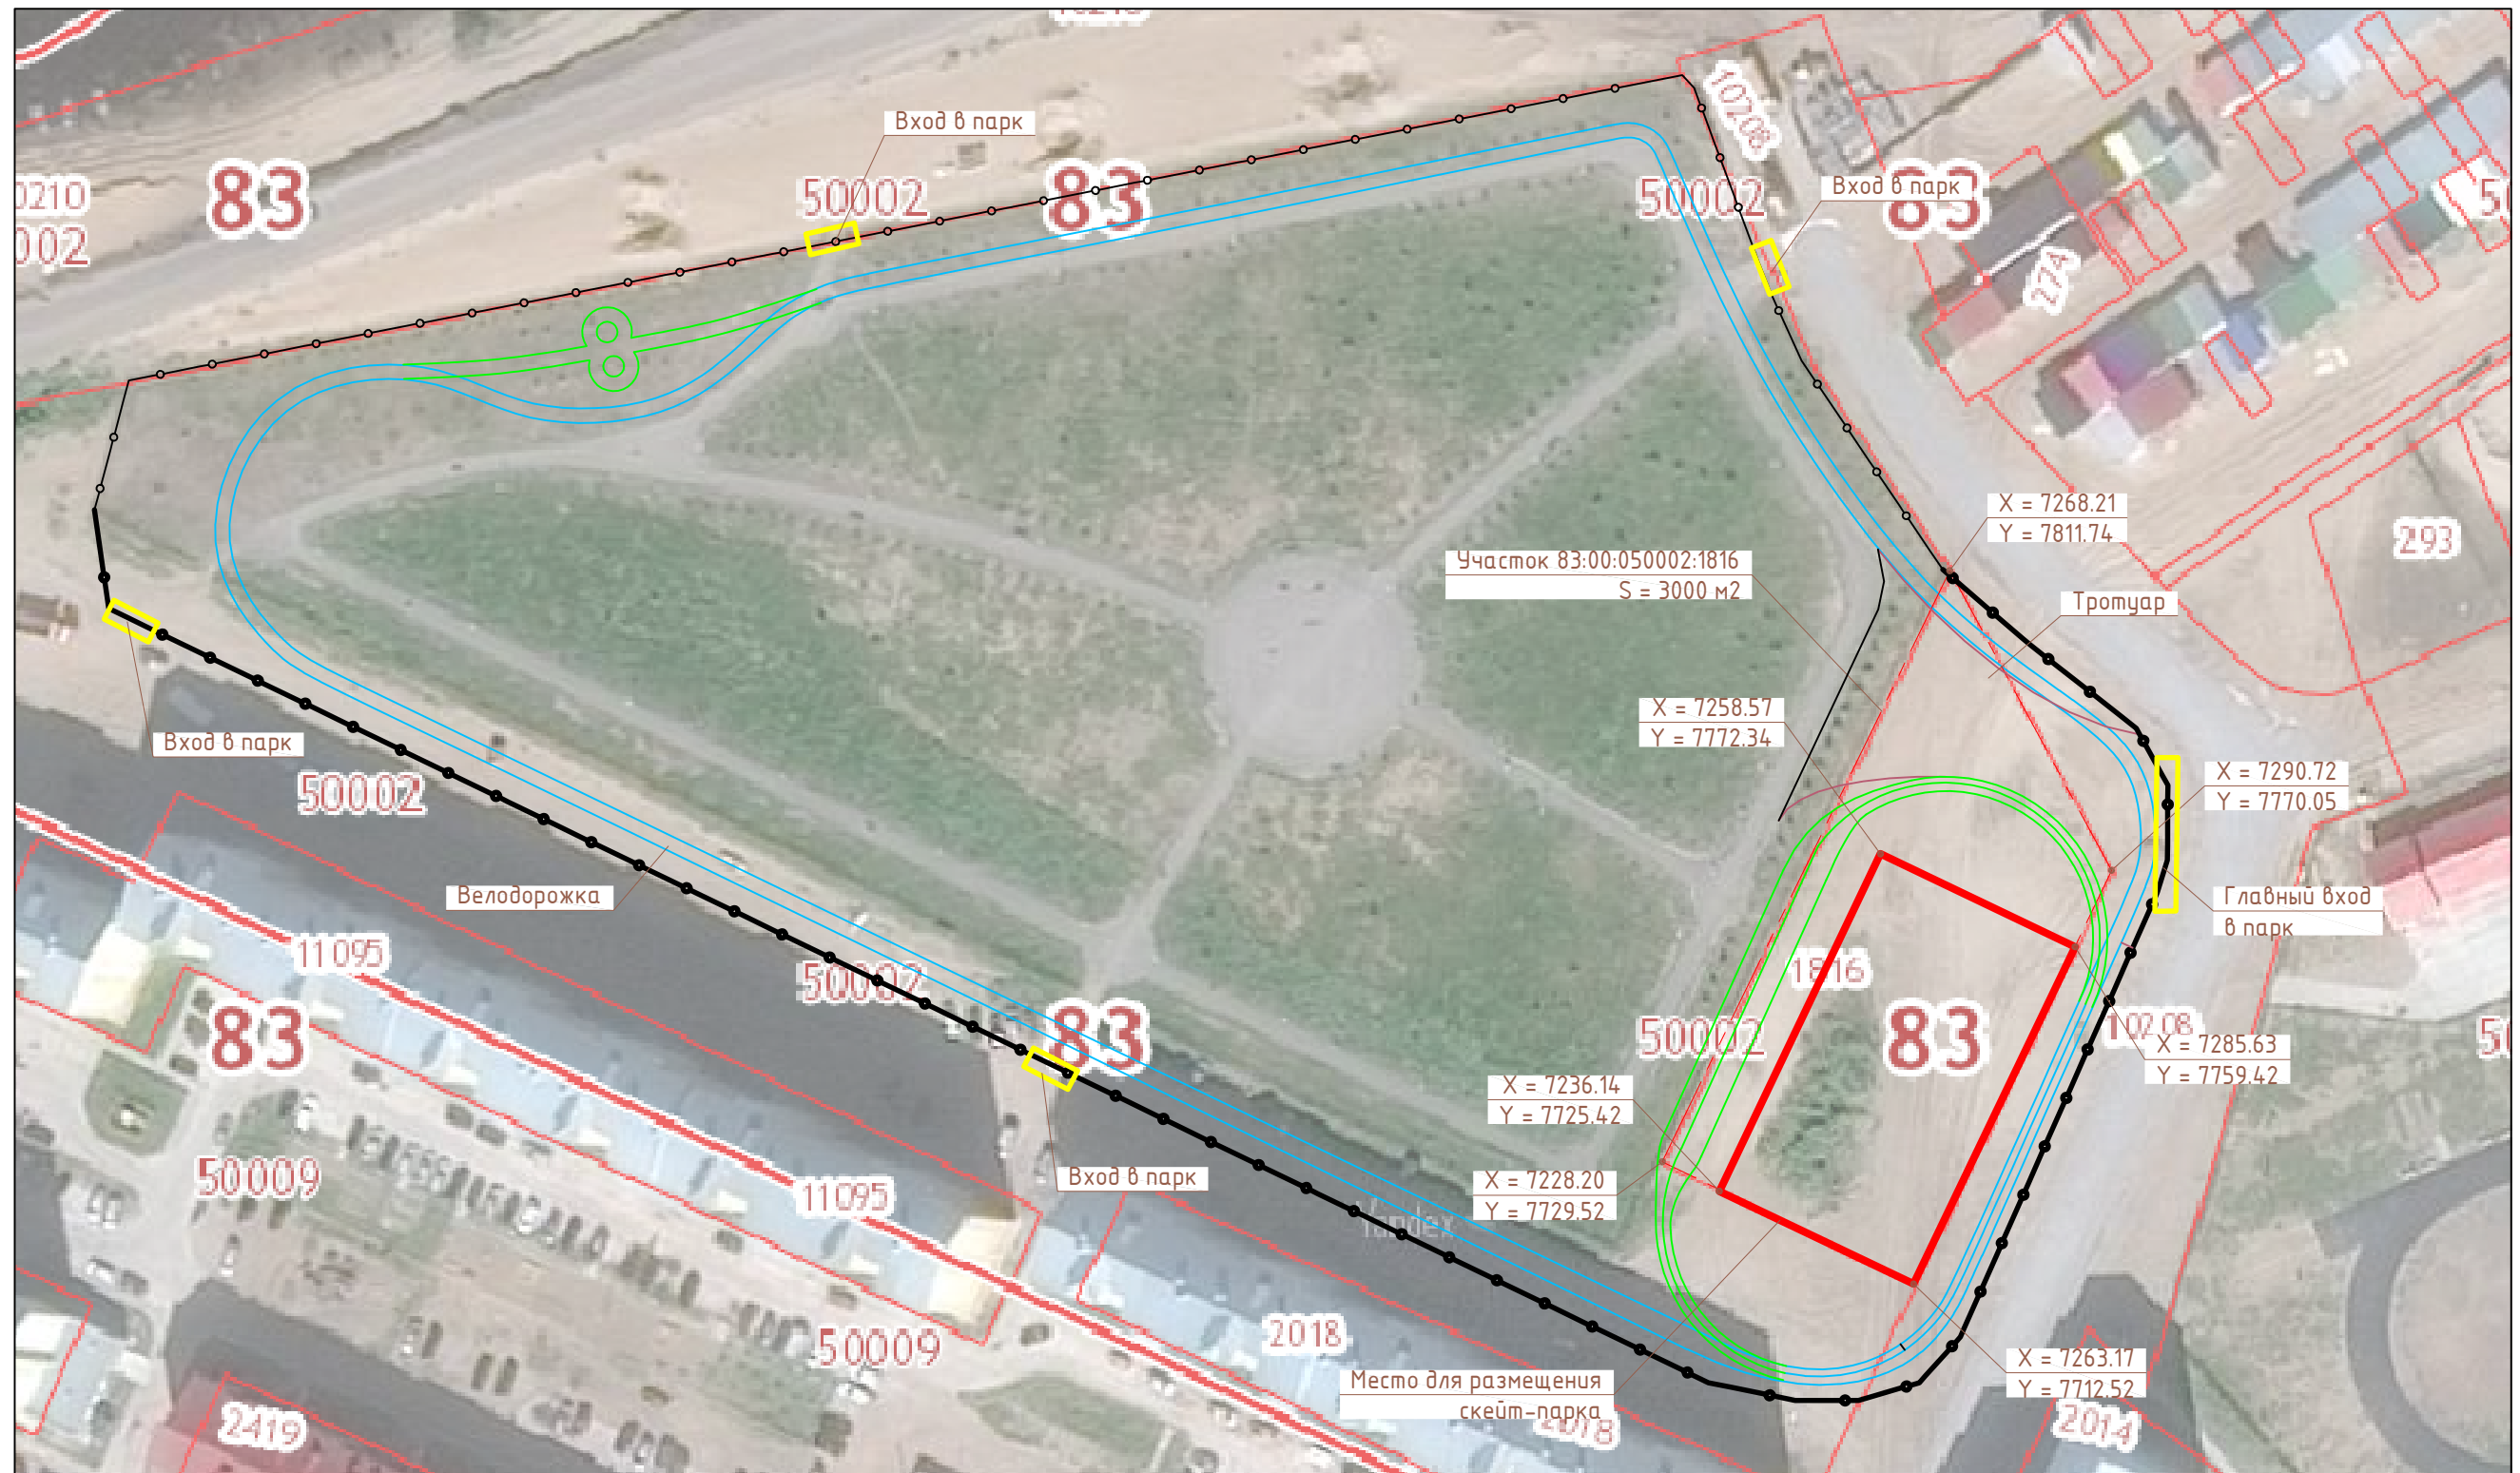 Вход в парк
10208
0210
83
50002
83
50002
Вход в парк
83
50
002
274
X = 7268.21
Y = 7811.74
293
Участок 83:00:050002:1816
S = 3000 м2
Тротуар
X = 7258.57
Y = 7772.34
Вход в парк
50002
X = 7290.72
Y = 7770.05
Велодорожка
Главный вход
в парк
11095
50002
1816
83
83
50002
83
10208
50
X = 7285.63
Y = 7759.42
X = 7236.14
Y = 7725.42
50009
11095
Вход в парк
X = 7228.20
Y = 7729.52
Yandex
50009
2018
X = 7263.17
Y = 7712.52
Место для размещения
скейт-парка
2419
2018
2014